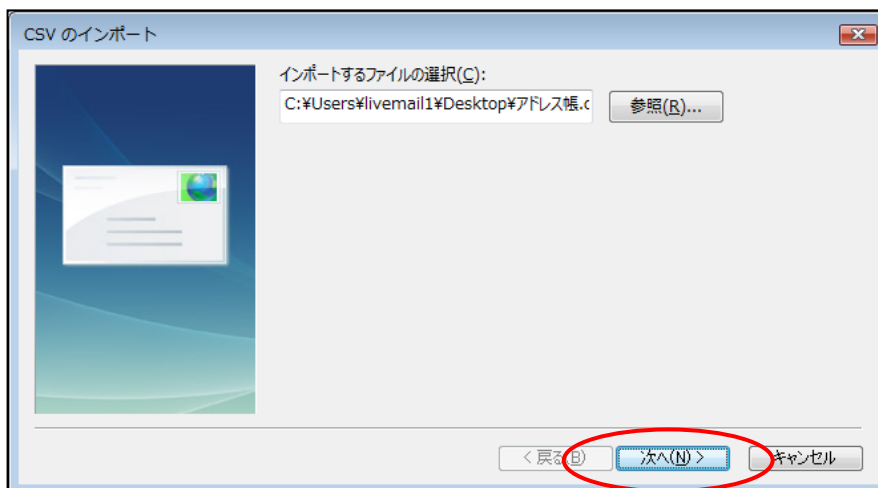 CSV のインポート
インポートするファイルの選択(C):
C:¥Users¥livemail1¥Desktop¥アドレス帳.c
参照(R)...
< 戻る(B)
次へ(N) >
キャンセル